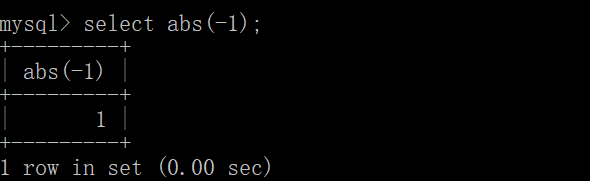 mysql> select abs(-1);
+---------+
| abs(-1) |
+---------+
|       1 |
+---------+
1 row in set (0.00 sec)